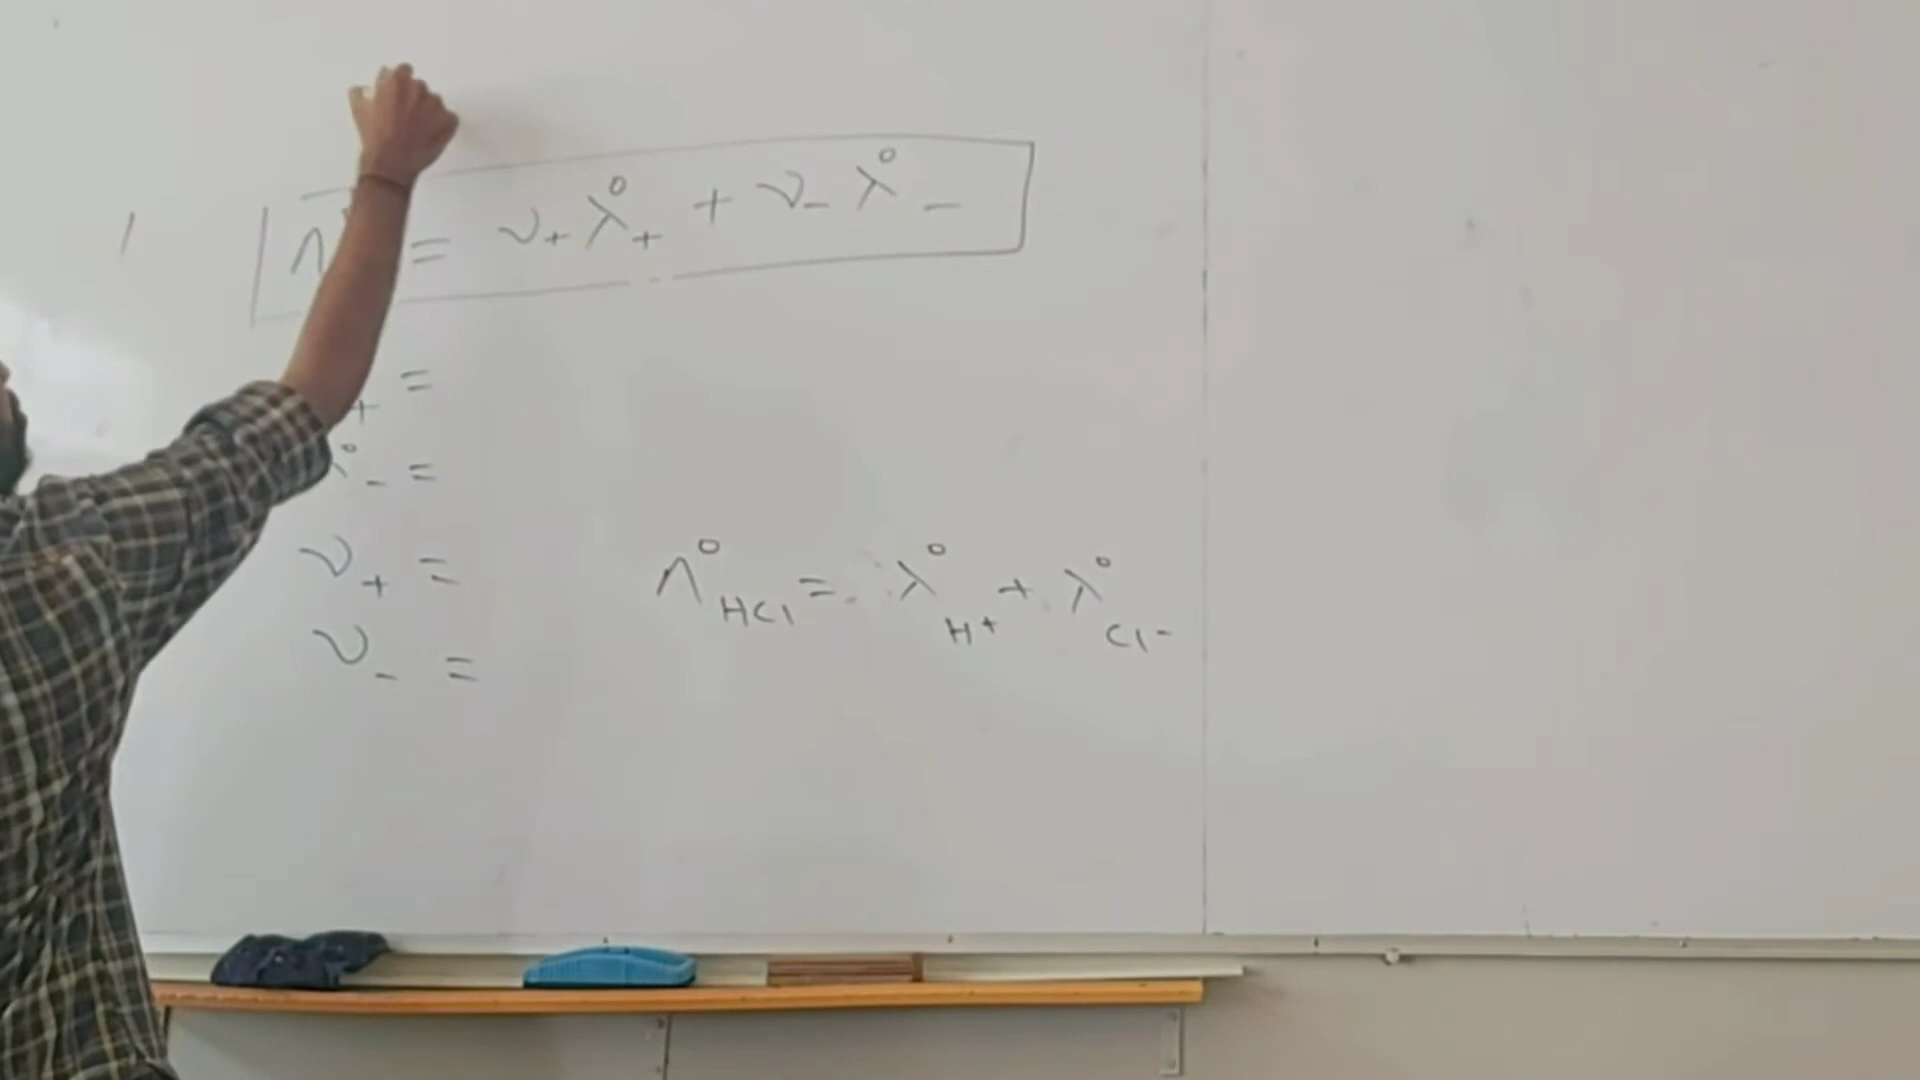 Λ = ν₊ λ°₊ + ν₋ λ°₋
₊ =
λ°₋ =
ν₊ =
ν₋ =
Λ°HCl = λ°H⁺ + λ°Cl⁻